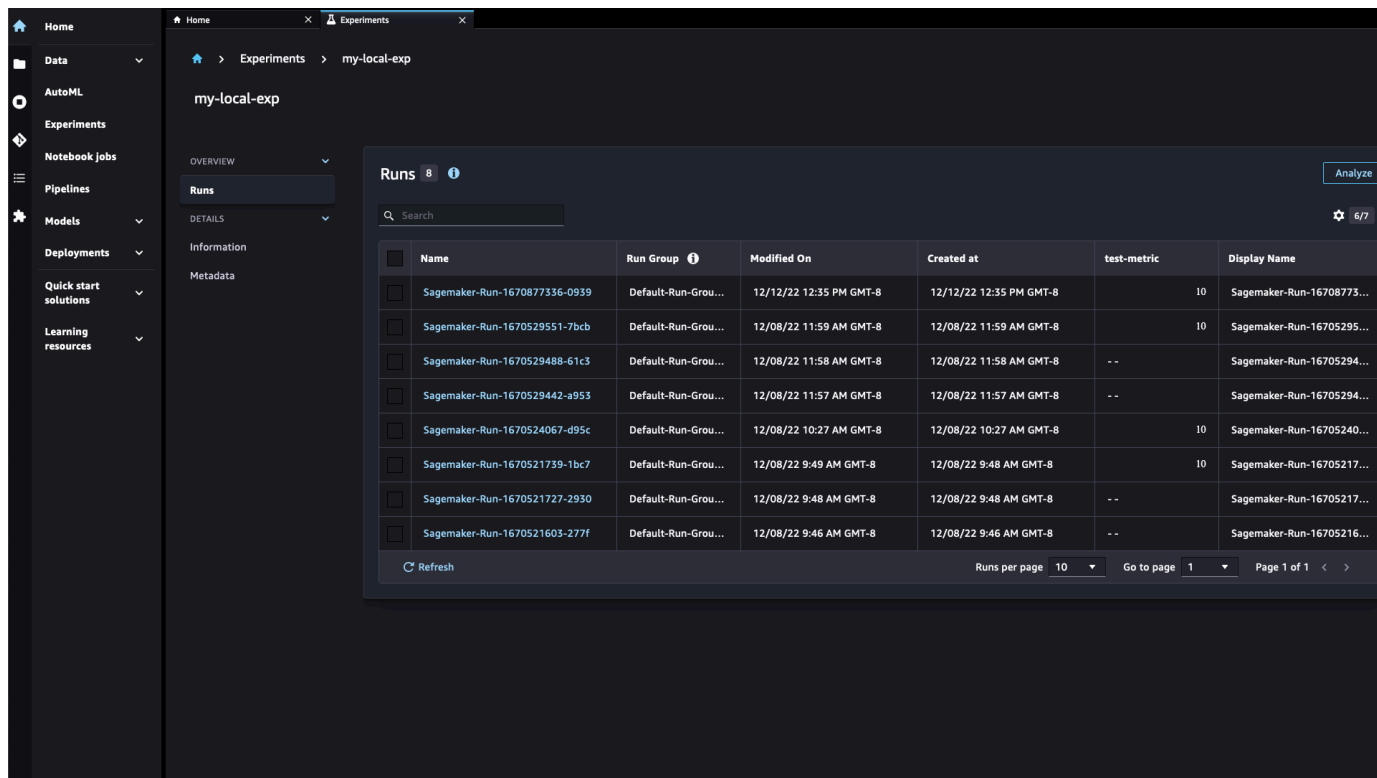 Home
Data
AutoML
Experiments
Notebook jobs
Pipelines
Models
Deployments
Quick start
solutions
Learning
resources
Home
Experiments
Experiments > my-local-exp
my-local-exp
OVERVIEW
Runs
DETAILS
Information
Metadata
Runs 8
Analyze
Search
6/7
Name Run Group Modified On Created at test-metric Display Name
Sagemaker-Run-1670877336-0939 Default-Run-Grou... 12/12/22 12:35 PM GMT-8 12/12/22 12:35 PM GMT-8 10 Sagemaker-Run-16708773...
Sagemaker-Run-1670529551-7bcb Default-Run-Grou... 12/08/22 11:59 AM GMT-8 12/08/22 11:59 AM GMT-8 10 Sagemaker-Run-16705295...
Sagemaker-Run-1670529488-61c3 Default-Run-Grou... 12/08/22 11:58 AM GMT-8 12/08/22 11:58 AM GMT-8 -- Sagemaker-Run-16705294...
Sagemaker-Run-1670529442-a953 Default-Run-Grou... 12/08/22 11:57 AM GMT-8 12/08/22 11:57 AM GMT-8 -- Sagemaker-Run-16705294...
Sagemaker-Run-1670524067-d95c Default-Run-Grou... 12/08/22 10:27 AM GMT-8 12/08/22 10:27 AM GMT-8 10 Sagemaker-Run-16705240...
Sagemaker-Run-1670521739-1bc7 Default-Run-Grou... 12/08/22 9:49 AM GMT-8 12/08/22 9:48 AM GMT-8 10 Sagemaker-Run-16705217...
Sagemaker-Run-1670521727-2930 Default-Run-Grou... 12/08/22 9:48 AM GMT-8 12/08/22 9:48 AM GMT-8 -- Sagemaker-Run-16705217...
Sagemaker-Run-1670521603-277f Default-Run-Grou... 12/08/22 9:46 AM GMT-8 12/08/22 9:46 AM GMT-8 -- Sagemaker-Run-16705216...
Refresh Runs per page 10 Go to page 1 Page 1 of 1 < >